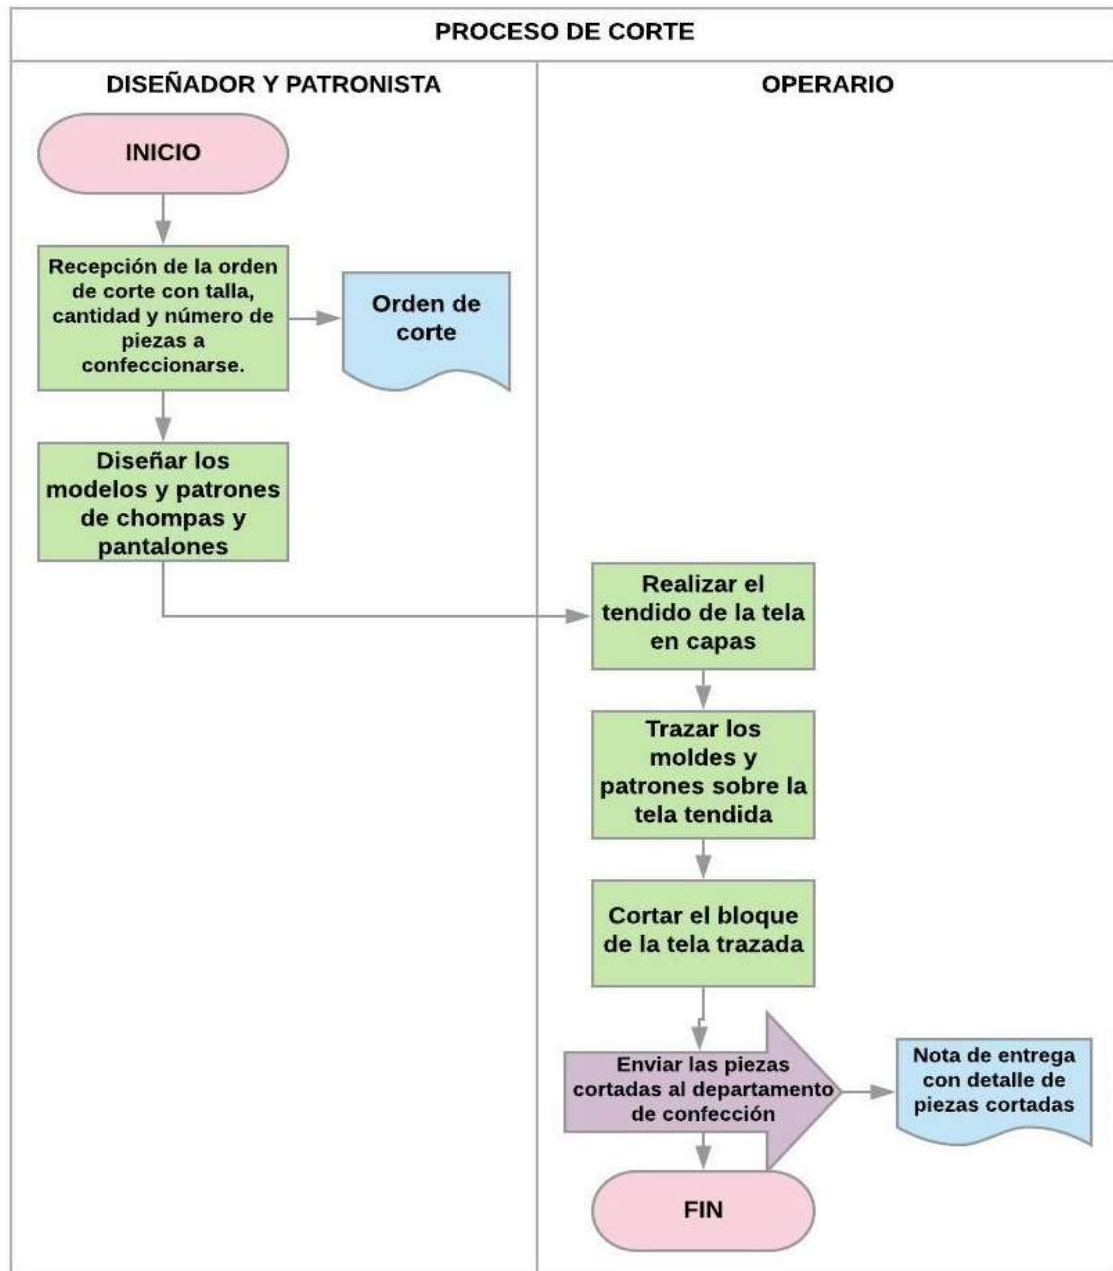 PROCESO DE CORTE
DISEÑADOR Y PATRONISTA
OPERARIO
INICIO
Recepción de la orden
de corte con talla,
cantidad y número de
piezas a
confeccionarse.
Orden de
corte
Diseñar los
modelos y patrones
de chompas y
pantalones
Realizar el
tendido de la tela
en capas
Trazar los
moldes y
patrones sobre la
tela tendida
Cortar el bloque
de la tela trazada
Enviar las piezas
cortadas al departamento
de confección
Nota de entrega
con detalle de
piezas cortadas
FIN